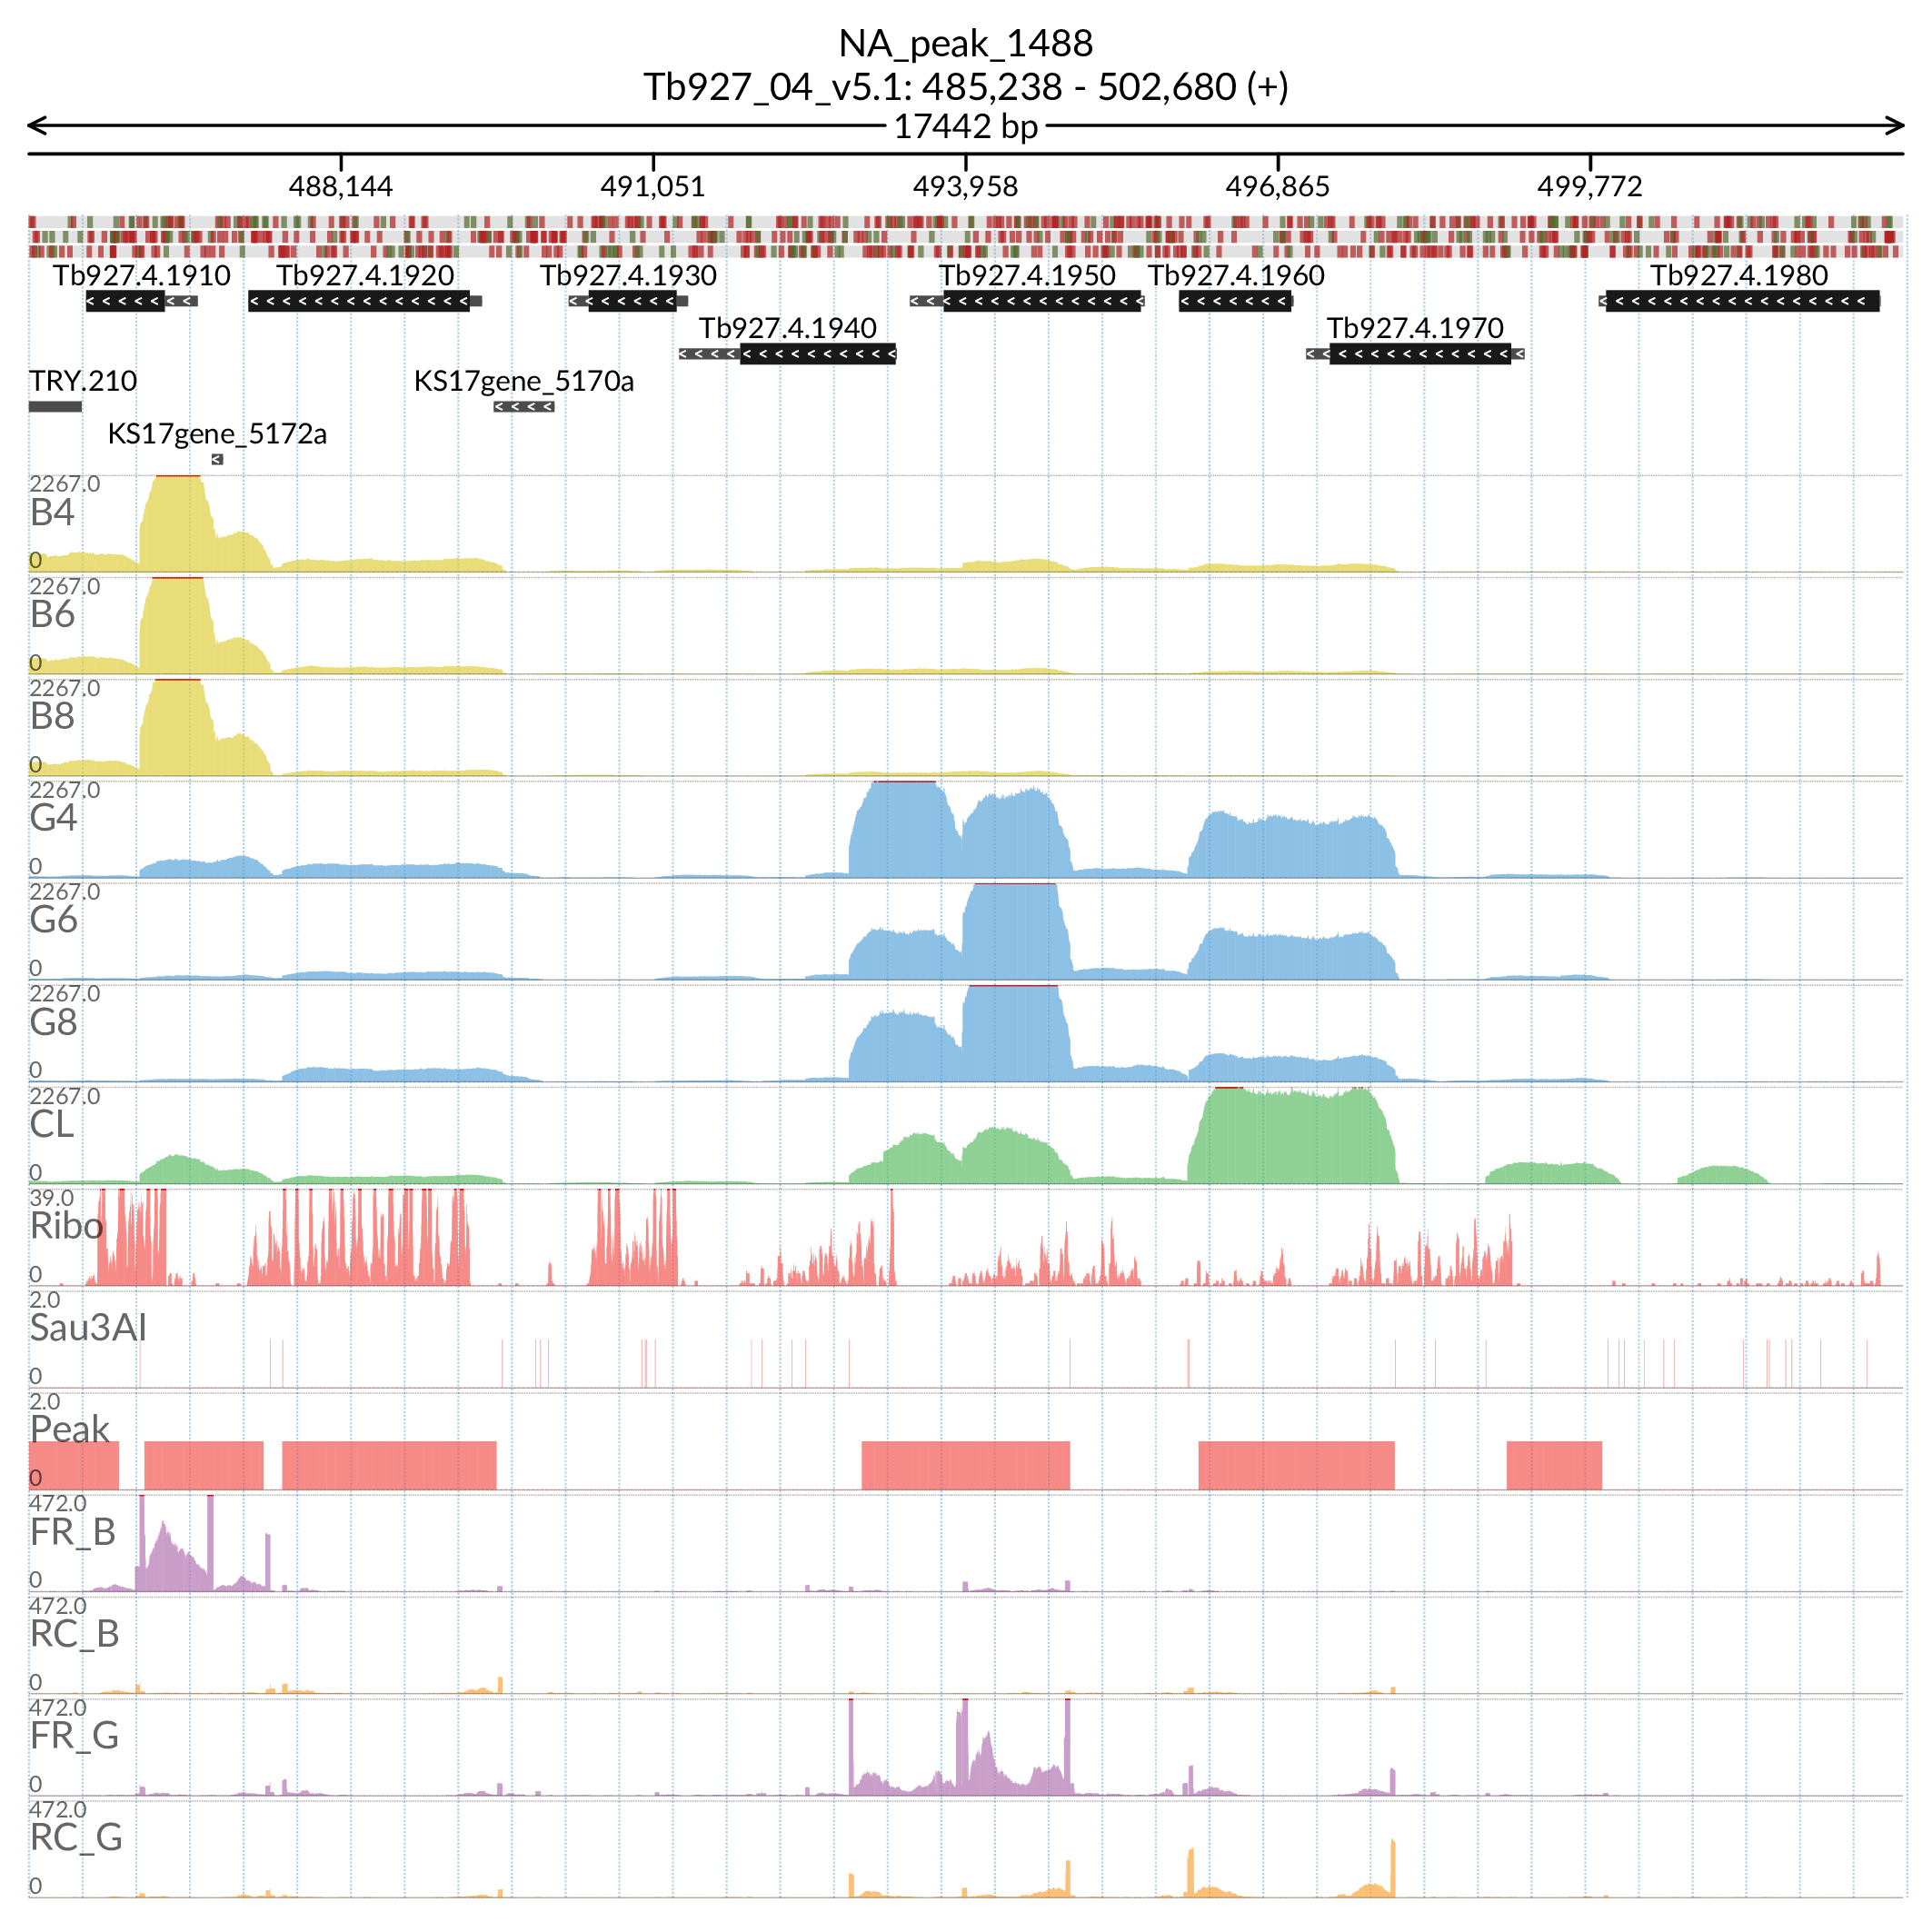 NA_peak_1488
Tb927_04_v5.1: 485,238 - 502,680 (+)
17442 bp
488,144 491,051 493,958 496,865 499,772
Tb927.4.1910 Tb927.4.1920 Tb927.4.1930 Tb927.4.1950 Tb927.4.1960 Tb927.4.1980
Tb927.4.1940 Tb927.4.1970
TRY.210 KS17gene_5170a
KS17gene_5172a
2267.0
B4
0
2267.0
B6
0
2267.0
B8
0
2267.0
G4
0
2267.0
G6
0
2267.0
G8
0
2267.0
CL
0
39.0
Ribo
0
2.0
Sau3AI
0
2.0
Peak
0
472.0
FR_B
0
472.0
RC_B
0
472.0
FR_G
0
472.0
RC_G
0